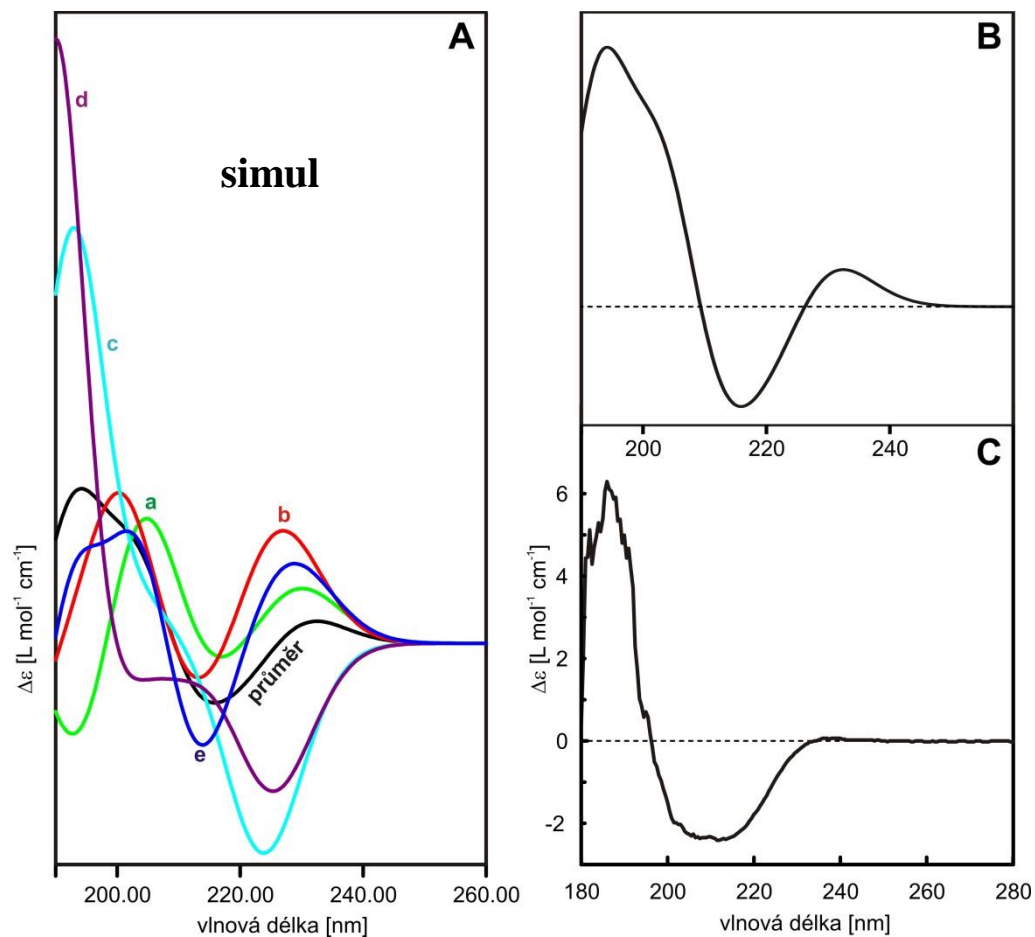 A
d
simul
c
a
b
průměr
e
Δε [L mol⁻¹ cm⁻¹]
200.00 220.00 240.00 260.00
vlnová délka [nm]
B
200 220 240
C
6
4
2
0
-2
Δε [L mol⁻¹ cm⁻¹]
180 200 220 240 260 280
vlnová délka [nm]